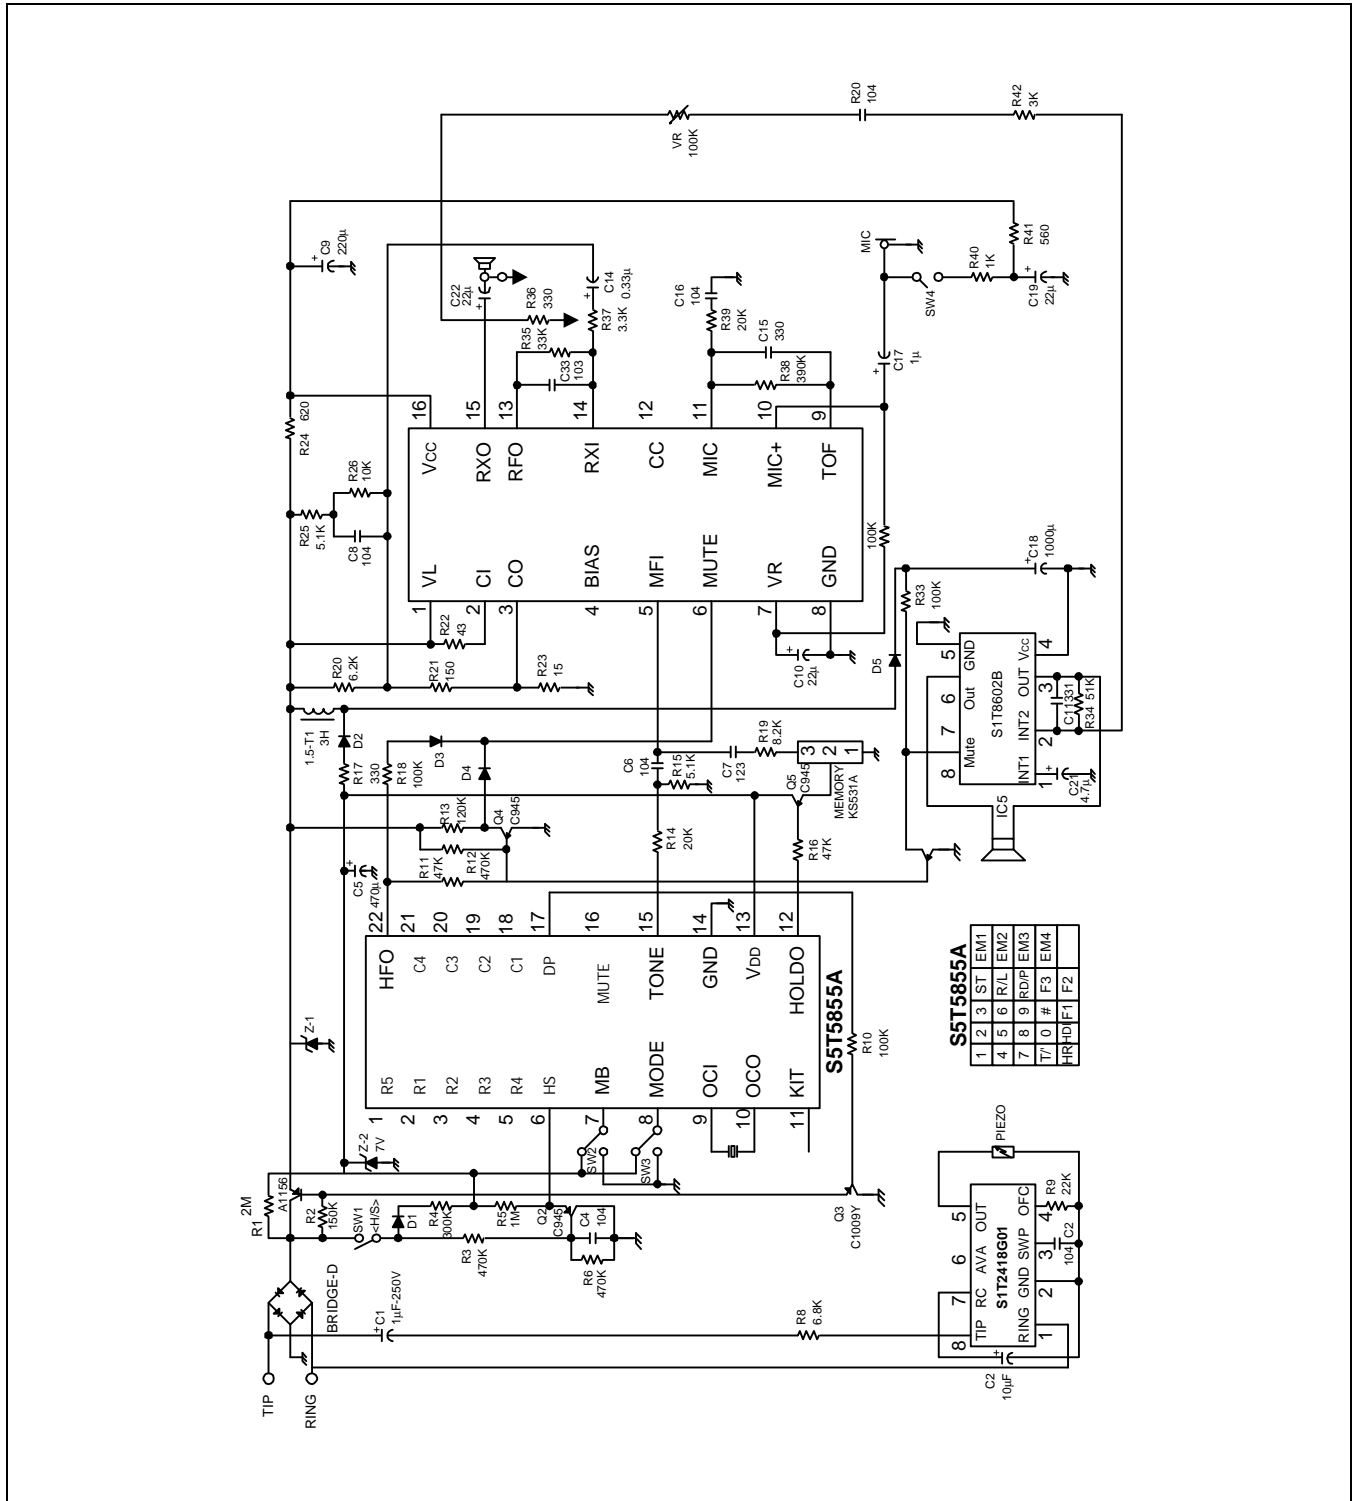 TIP
RING
BRIDGE-D
C1
1µF-250V
R1
2M
A1156
R2
150K
SW1
<H/S>
D1
R4
300K
R5
1M
R3
470K
Q2
C945
C4
104
R6
470K
Z-2
7V
Z-1
R8
6.8K
C2
10µF
Q3
C1009Y
R10
100K
SW2
SW3
1 R5
2 R1
3 R2
4 R3
5 R4
6 HS
7 MB
8 MODE
9 OCI
10 OCO
11 KIT
22 HFO
21 C4
20 C3
19 C2
18 C1
17 DP
16 MUTE
15 TONE
14 GND
13 VDD
12 HOLDO
S5T5855A
C5
470µ
R11
47K
R12
470K
R13
120K
Q4
C945
D4
D3
R18
100K
R17
330
D2
1.5-T1
3H
R14
20K
R15
5.1K
C6
104
C7
123
R19
8.2K
Q5
C945
R16
47K
MEMORY
KS531A
3 2 1
R20
6.2K
R21
150
R22
43
R23
15
C10
22µ
D5
R25
5.1K
C8
104
R26
10K
R24 620
1 VL
2 CI
3 CO
4 BIAS
5 MFI
6 MUTE
7 VR
8 GND
16 VCC
15 RXO
13 RFO
14 RXI
12 CC
11 MIC
10 MIC+
9 TOF
100K
C9
220µ
C22
22µ
R36
330
R35
33K
C33
103
R37
3.3K
C14
0.33µ
C16
104
R39
20K
C15
330
R38
390K
C17
1µ
MIC
SW4
R40
1K
R41
560
C19
22µ
VR
100K
R20
104
R42
3K
R33
100K
C18
1000µ
8 Mute
7
6 Out
5 GND
S1T8602B
1 INT1
2 INT2
3 OUT
4 Vcc
C11331
R34 51K
C21
4.7µ
IC5
S5T5855A
1 2 3 ST EM1
4 5 6 R/L EM2
7 8 9 RD/P EM3
T/' 0 # F3 EM4
HR HDI F1 F2
PIEZO
8 TIP
7 RC
6 AVA
5 OUT
S1T2418G01
1 RING
2 GND
3 SWP
4 OFC
C2
104
R9
22K